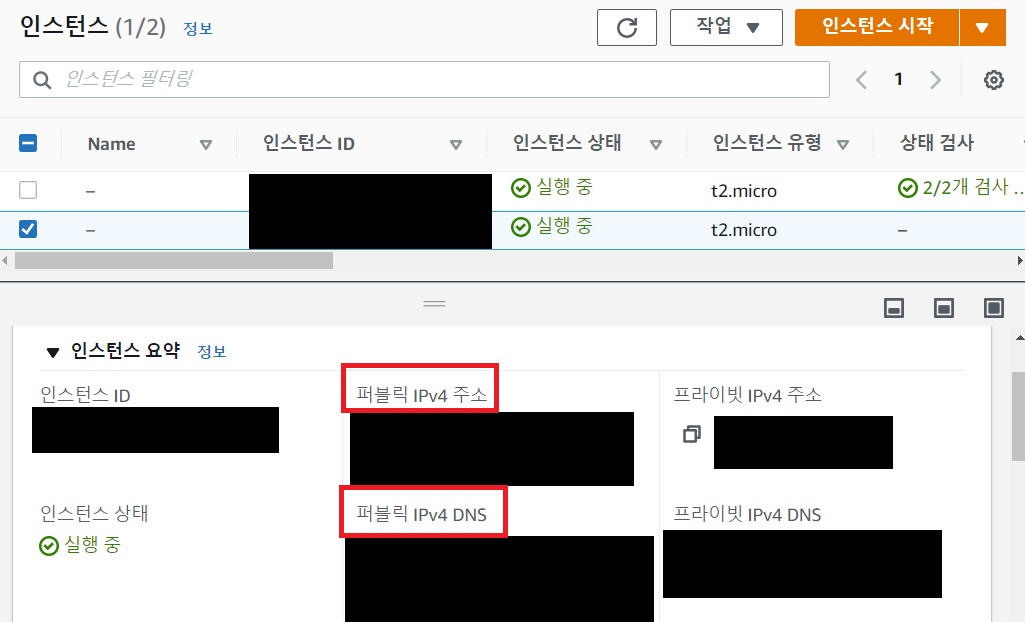 인스턴스 (1/2) 정보 작업 인스턴스 시작
인스턴스 필터링 1
Name 인스턴스 ID 인스턴스 상태 인스턴스 유형 상태 검사
– 실행 중 t2.micro 2/2개 검사 ...
– 실행 중 t2.micro –
인스턴스 요약 정보
인스턴스 ID 퍼블릭 IPv4 주소 프라이빗 IPv4 주소
인스턴스 상태 퍼블릭 IPv4 DNS 프라이빗 IPv4 DNS
실행 중